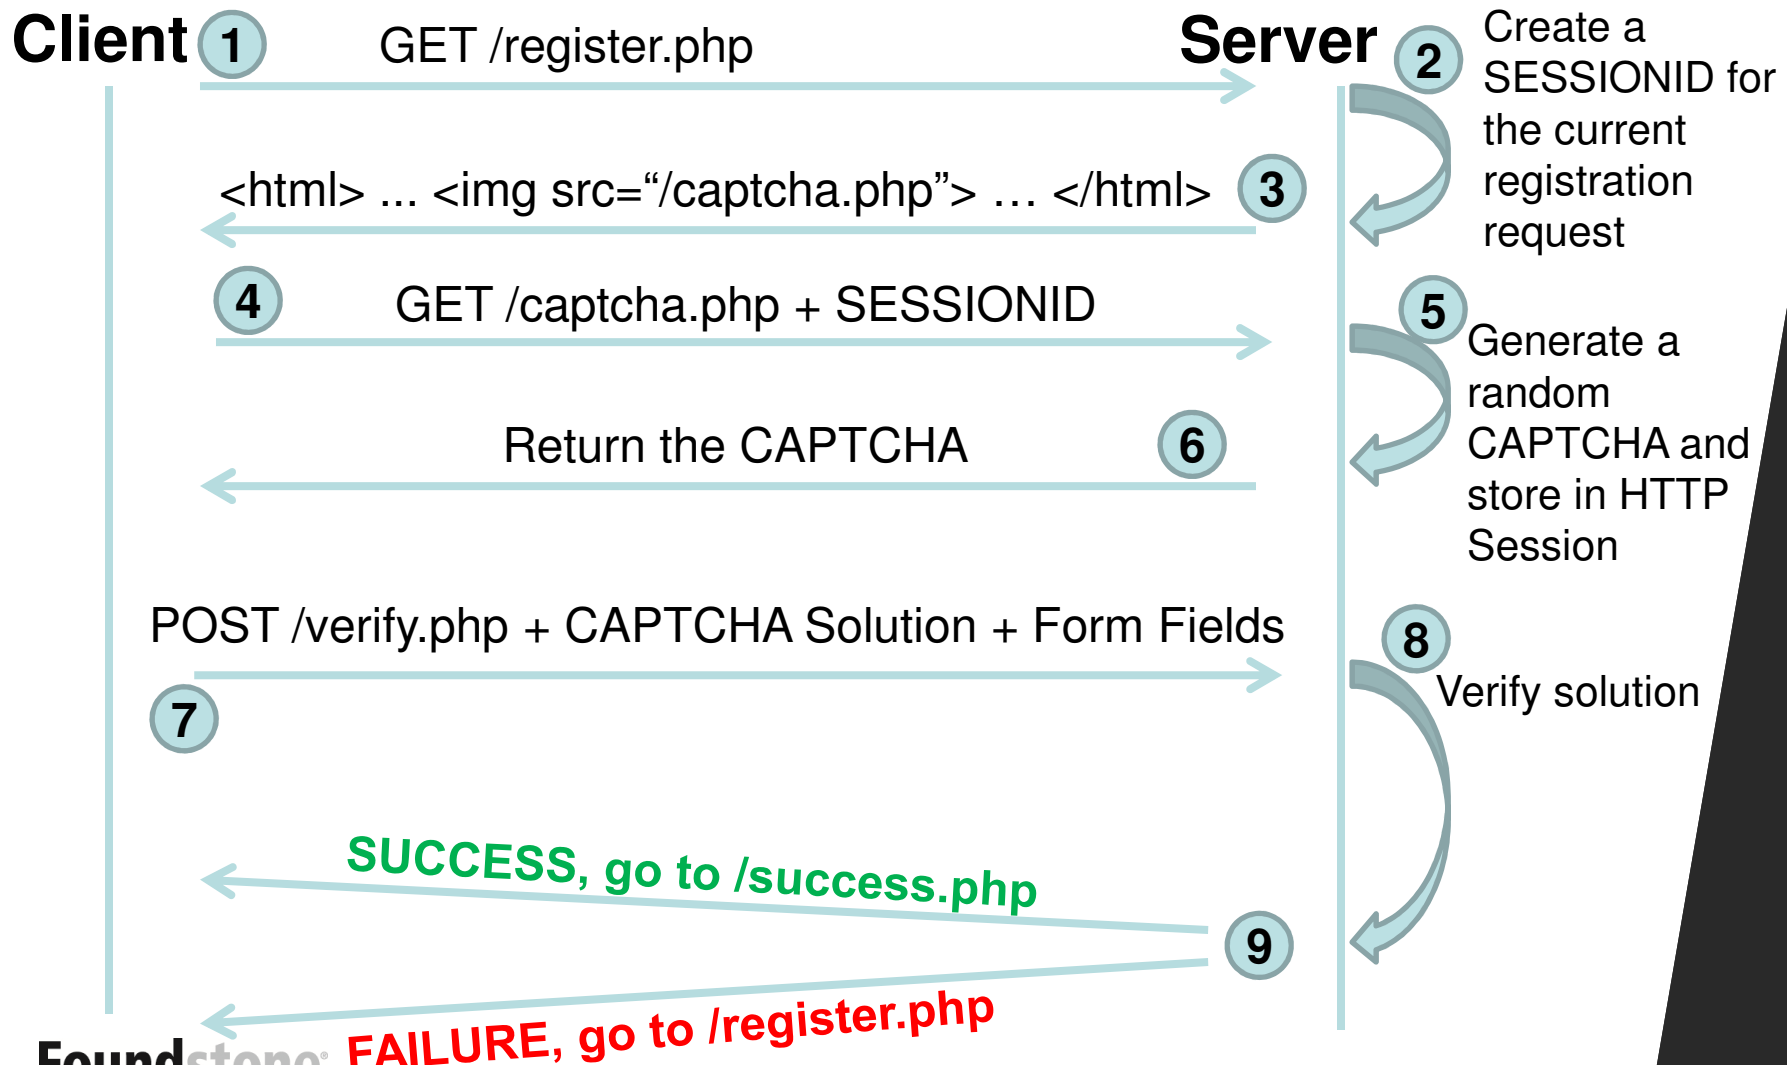 Client
1
GET /register.php
Server
2
Create a
SESSIONID for
the current
registration
request
<html> ... <img src=“/captcha.php”> … </html>
3
4
GET /captcha.php + SESSIONID
5
Generate a
random
CAPTCHA and
store in HTTP
Session
Return the CAPTCHA
6
POST /verify.php + CAPTCHA Solution + Form Fields
7
8
Verify solution
SUCCESS, go to /success.php
9
FAILURE, go to /register.php
Foundstone®